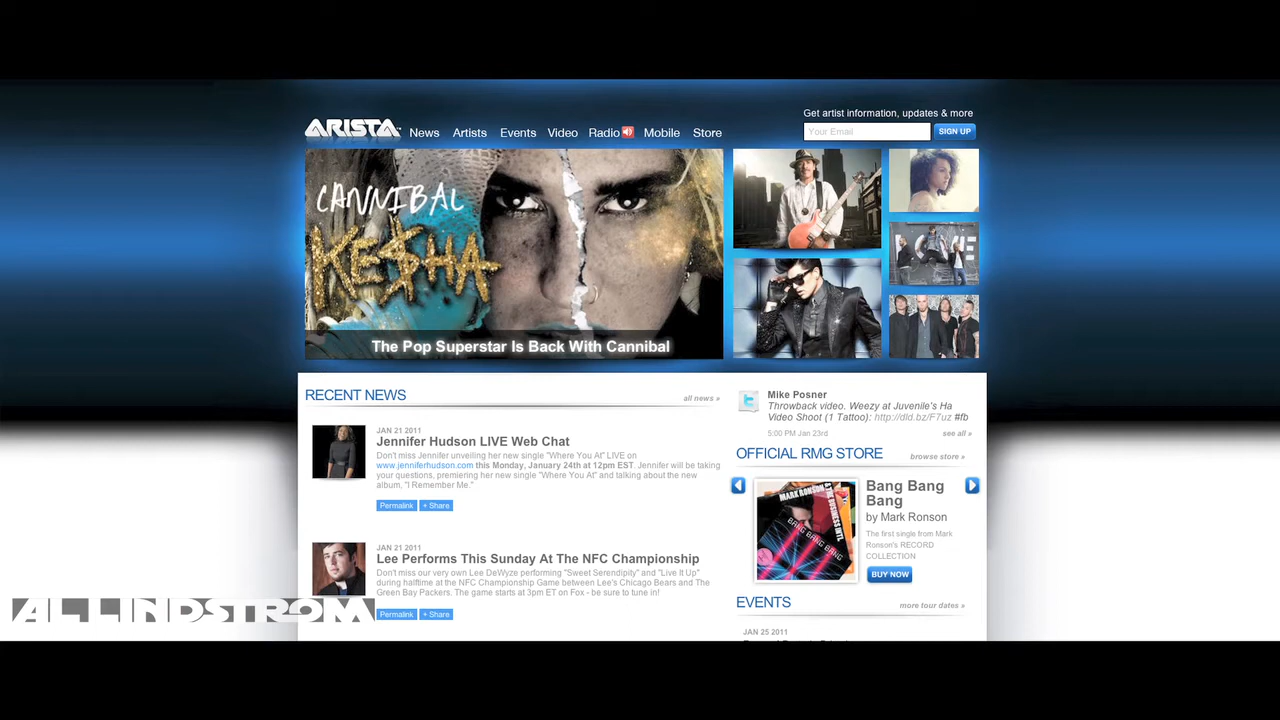 Get artist information, updates & more
ARISTA News Artists Events Video Radio Mobile Store
Your Email SIGN UP
CANNIBAL
KE$HA
LOVE
The Pop Superstar Is Back With Cannibal
RECENT NEWS all news »
JAN 21 2011
Jennifer Hudson LIVE Web Chat
Don't miss Jennifer unveiling her new single "Where You At" LIVE on
www.jenniferhudson.com this Monday, January 24th at 12pm EST. Jennifer will be taking
your questions, premiering her new single "Where You At" and talking about the new
album, "I Remember Me."
Permalink + Share
JAN 21 2011
Lee Performs This Sunday At The NFC Championship
Don't miss our very own Lee DeWyze performing "Sweet Serendipity" and "Live It Up"
during halftime at the NFC Championship Game between Lee's Chicago Bears and The
Green Bay Packers. The game starts at 3pm ET on Fox - be sure to tune in!
Permalink + Share
Mike Posner
Throwback video. Weezy at Juvenile's Ha
Video Shoot (1 Tattoo): http://dld.bz/F7uz #fb
5:00 PM Jan 23rd see all »
OFFICIAL RMG STORE browse store »
MARK RONSON & THE BUSINESS INTL
BANG BANG BANG
Bang Bang
Bang
by Mark Ronson
The first single from Mark
Ronson's RECORD
COLLECTION
BUY NOW
EVENTS more tour dates »
JAN 25 2011
AL LINDSTROM